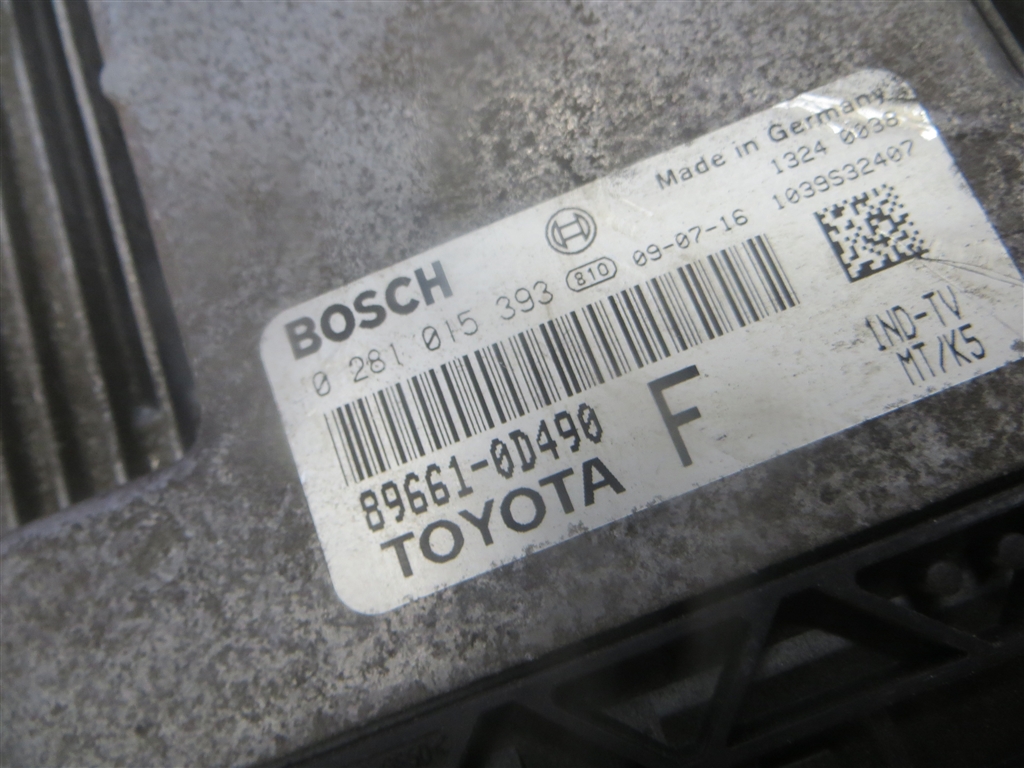 Made in Germany
1324 0038
BOSCH
0 281 015 393 810 09-07-16 1039S32407
1ND-TV
MT/K5
89661-0D490 F
TOYOTA